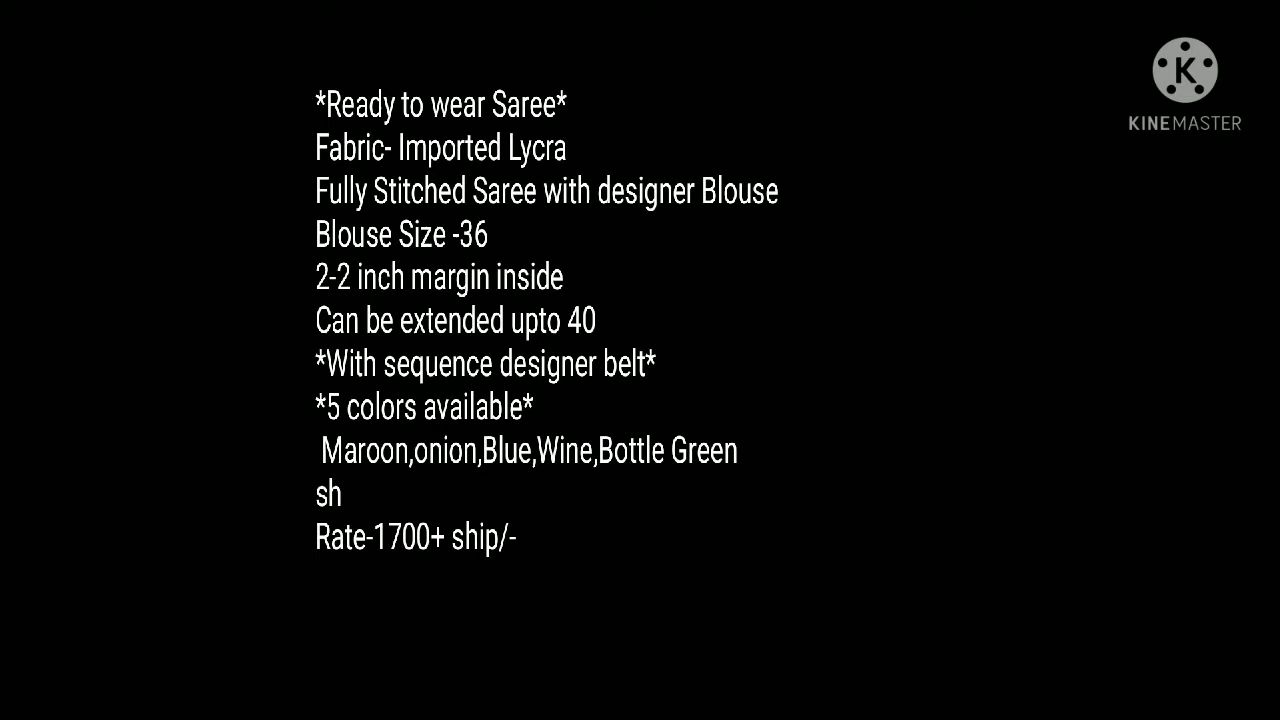 *Ready to wear Saree*
Fabric- Imported Lycra
Fully Stitched Saree with designer Blouse
Blouse Size -36
2-2 inch margin inside
Can be extended upto 40
*With sequence designer belt*
*5 colors available*
Maroon,onion,Blue,Wine,Bottle Green
sh
Rate-1700+ ship/-
K
KINEMASTER